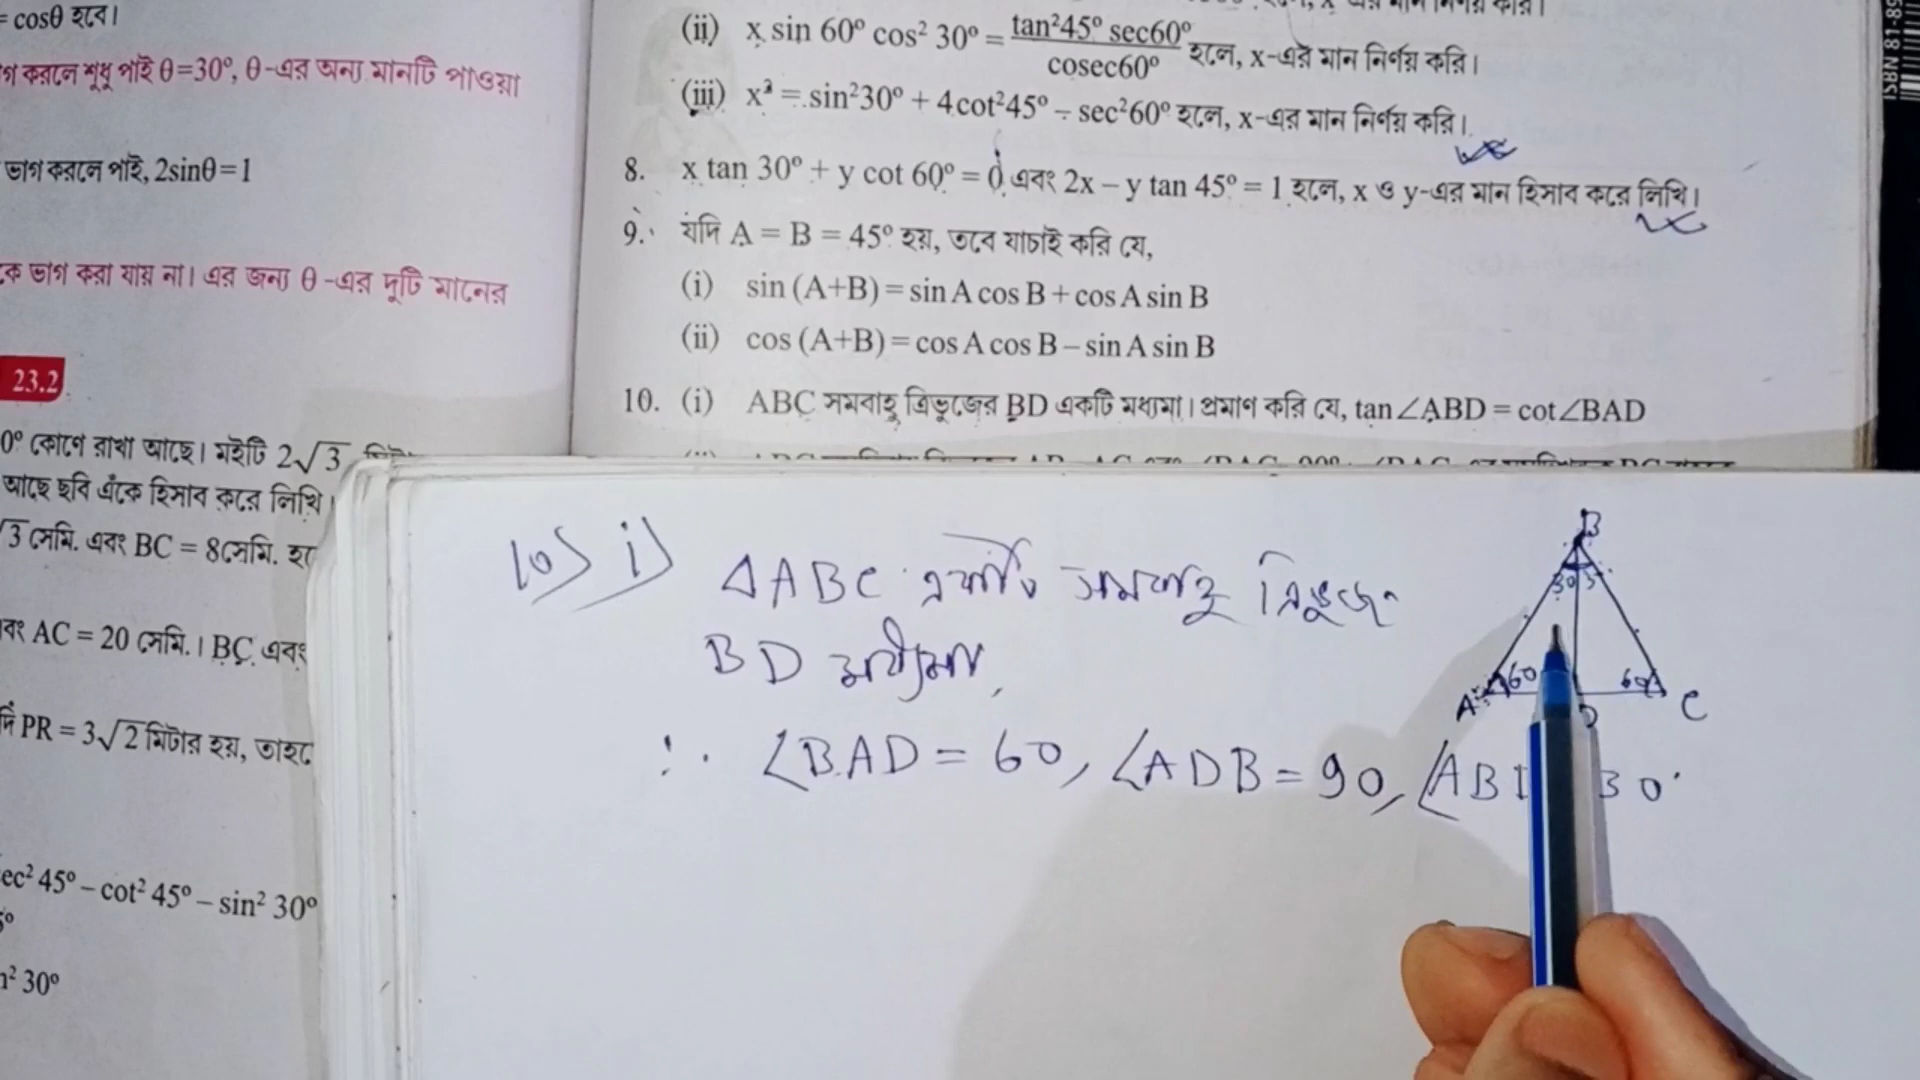 = cosθ হবে।
করলে শুধু পাই θ=30°, θ-এর অন্য মানটি পাওয়া
ভাগ করলে পাই, 2sinθ=1
কে ভাগ করা যায় না। এর জন্য θ-এর দুটি মানের
23.2
0° কোণে রাখা আছে। মইটি 2√3
আছে ছবি এঁকে হিসাব করে লিখি।
√3 সেমি. এবং BC = 8সেমি.
AC = 20 সেমি.। BC এবং
PR = 3√2 মিটার হয়,
ec² 45° – cot² 45° – sin² 30°
² 30°
(ii) x sin 60° cos² 30° = tan²45° sec60° / cosec60° হলে, x-এর মান নির্ণয় করি।
(iii) x² = sin²30° + 4cot²45° – sec²60° হলে, x-এর মান নির্ণয় করি।
8. x tan 30° + y cot 60° = 0 এবং 2x – y tan 45° = 1 হলে, x ও y-এর মান হিসাব করে লিখি।
9. যদি A = B = 45° হয়, তবে যাচাই করি যে,
(i) sin (A+B) = sin A cos B + cos A sin B
(ii) cos (A+B) = cos A cos B – sin A sin B
10. (i) ABC সমবাহু ত্রিভুজের BD একটি মধ্যমা। প্রমাণ করি যে, tan∠ABD = cot∠BAD
10) i) ΔABC একটি সমবাহু ত্রিভুজ
BD মধ্যমা,
∴ ∠BAD = 60, ∠ADB = 90, ∠AB 30°
B
30
60 60
A D C